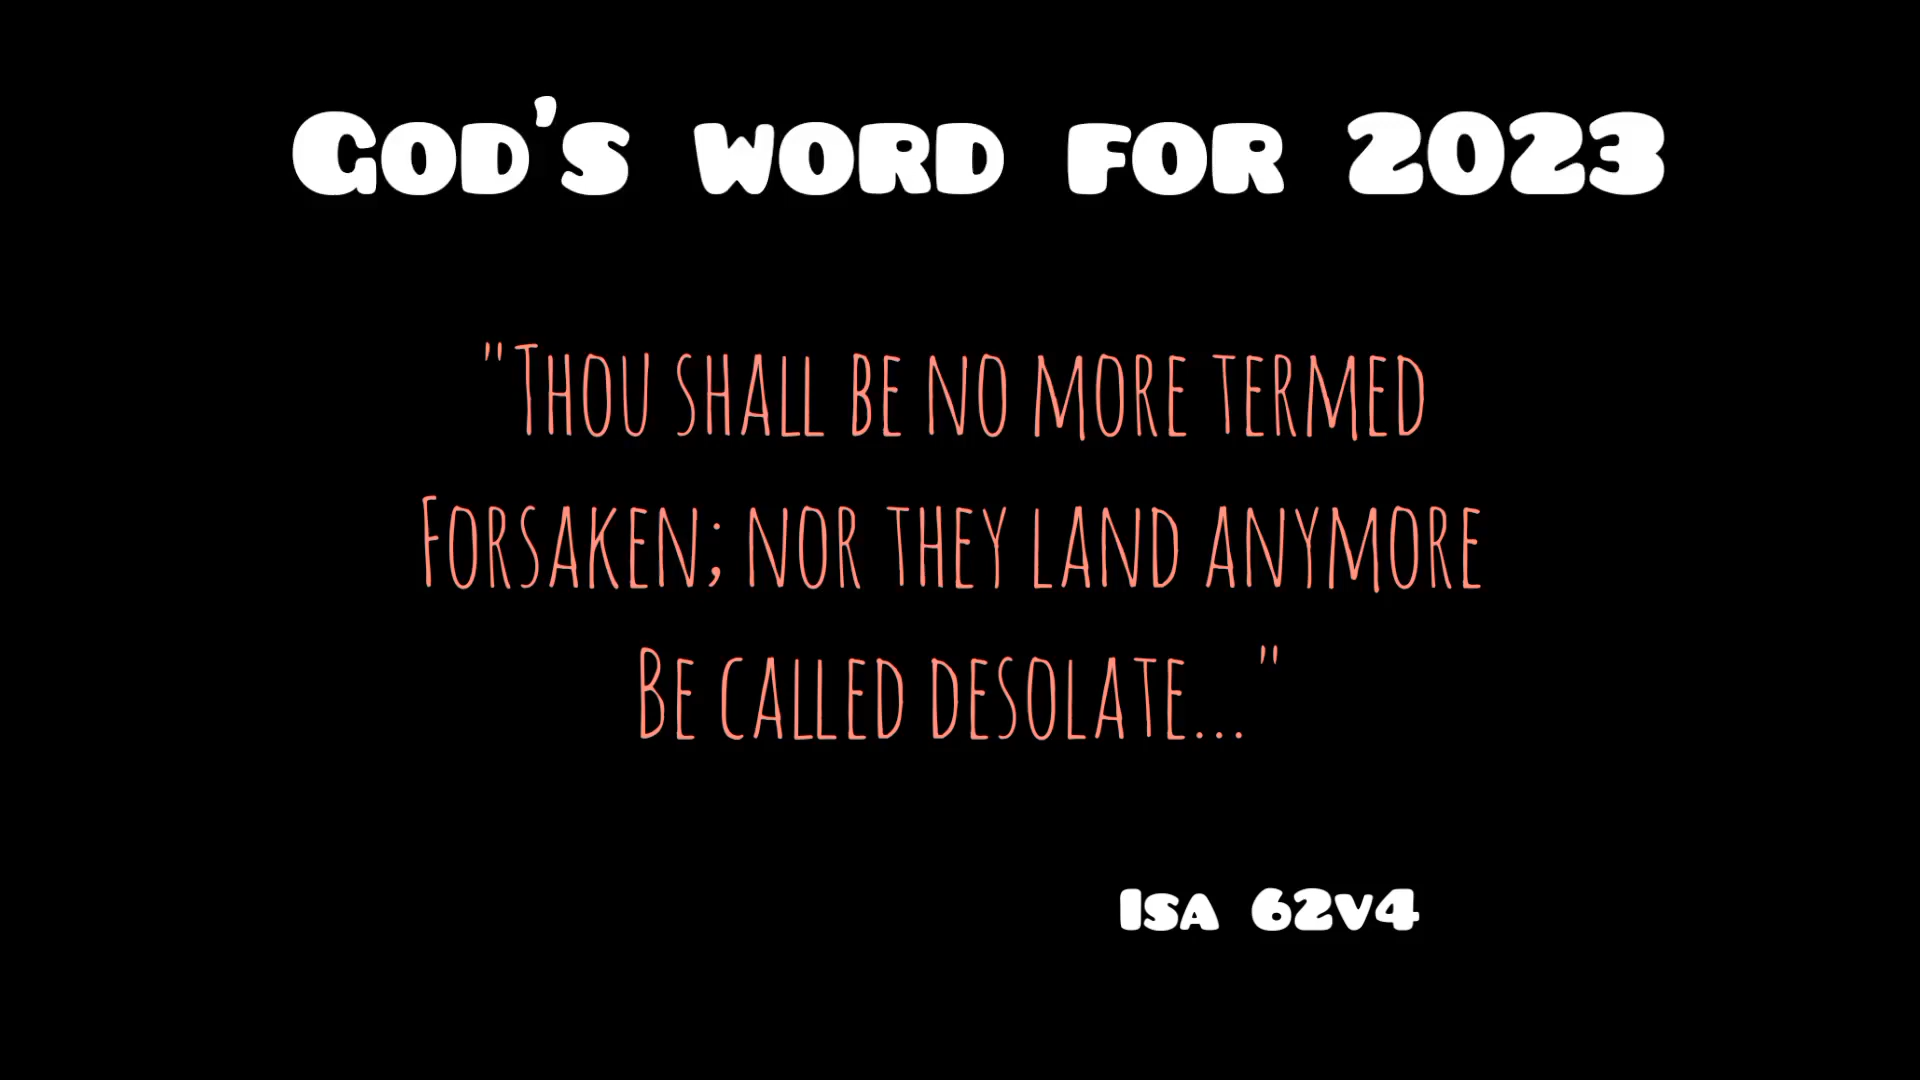 God's word for 2023
"Thou shall be no more termed
Forsaken; nor they land anymore
Be called desolate..."
Isa 62v4